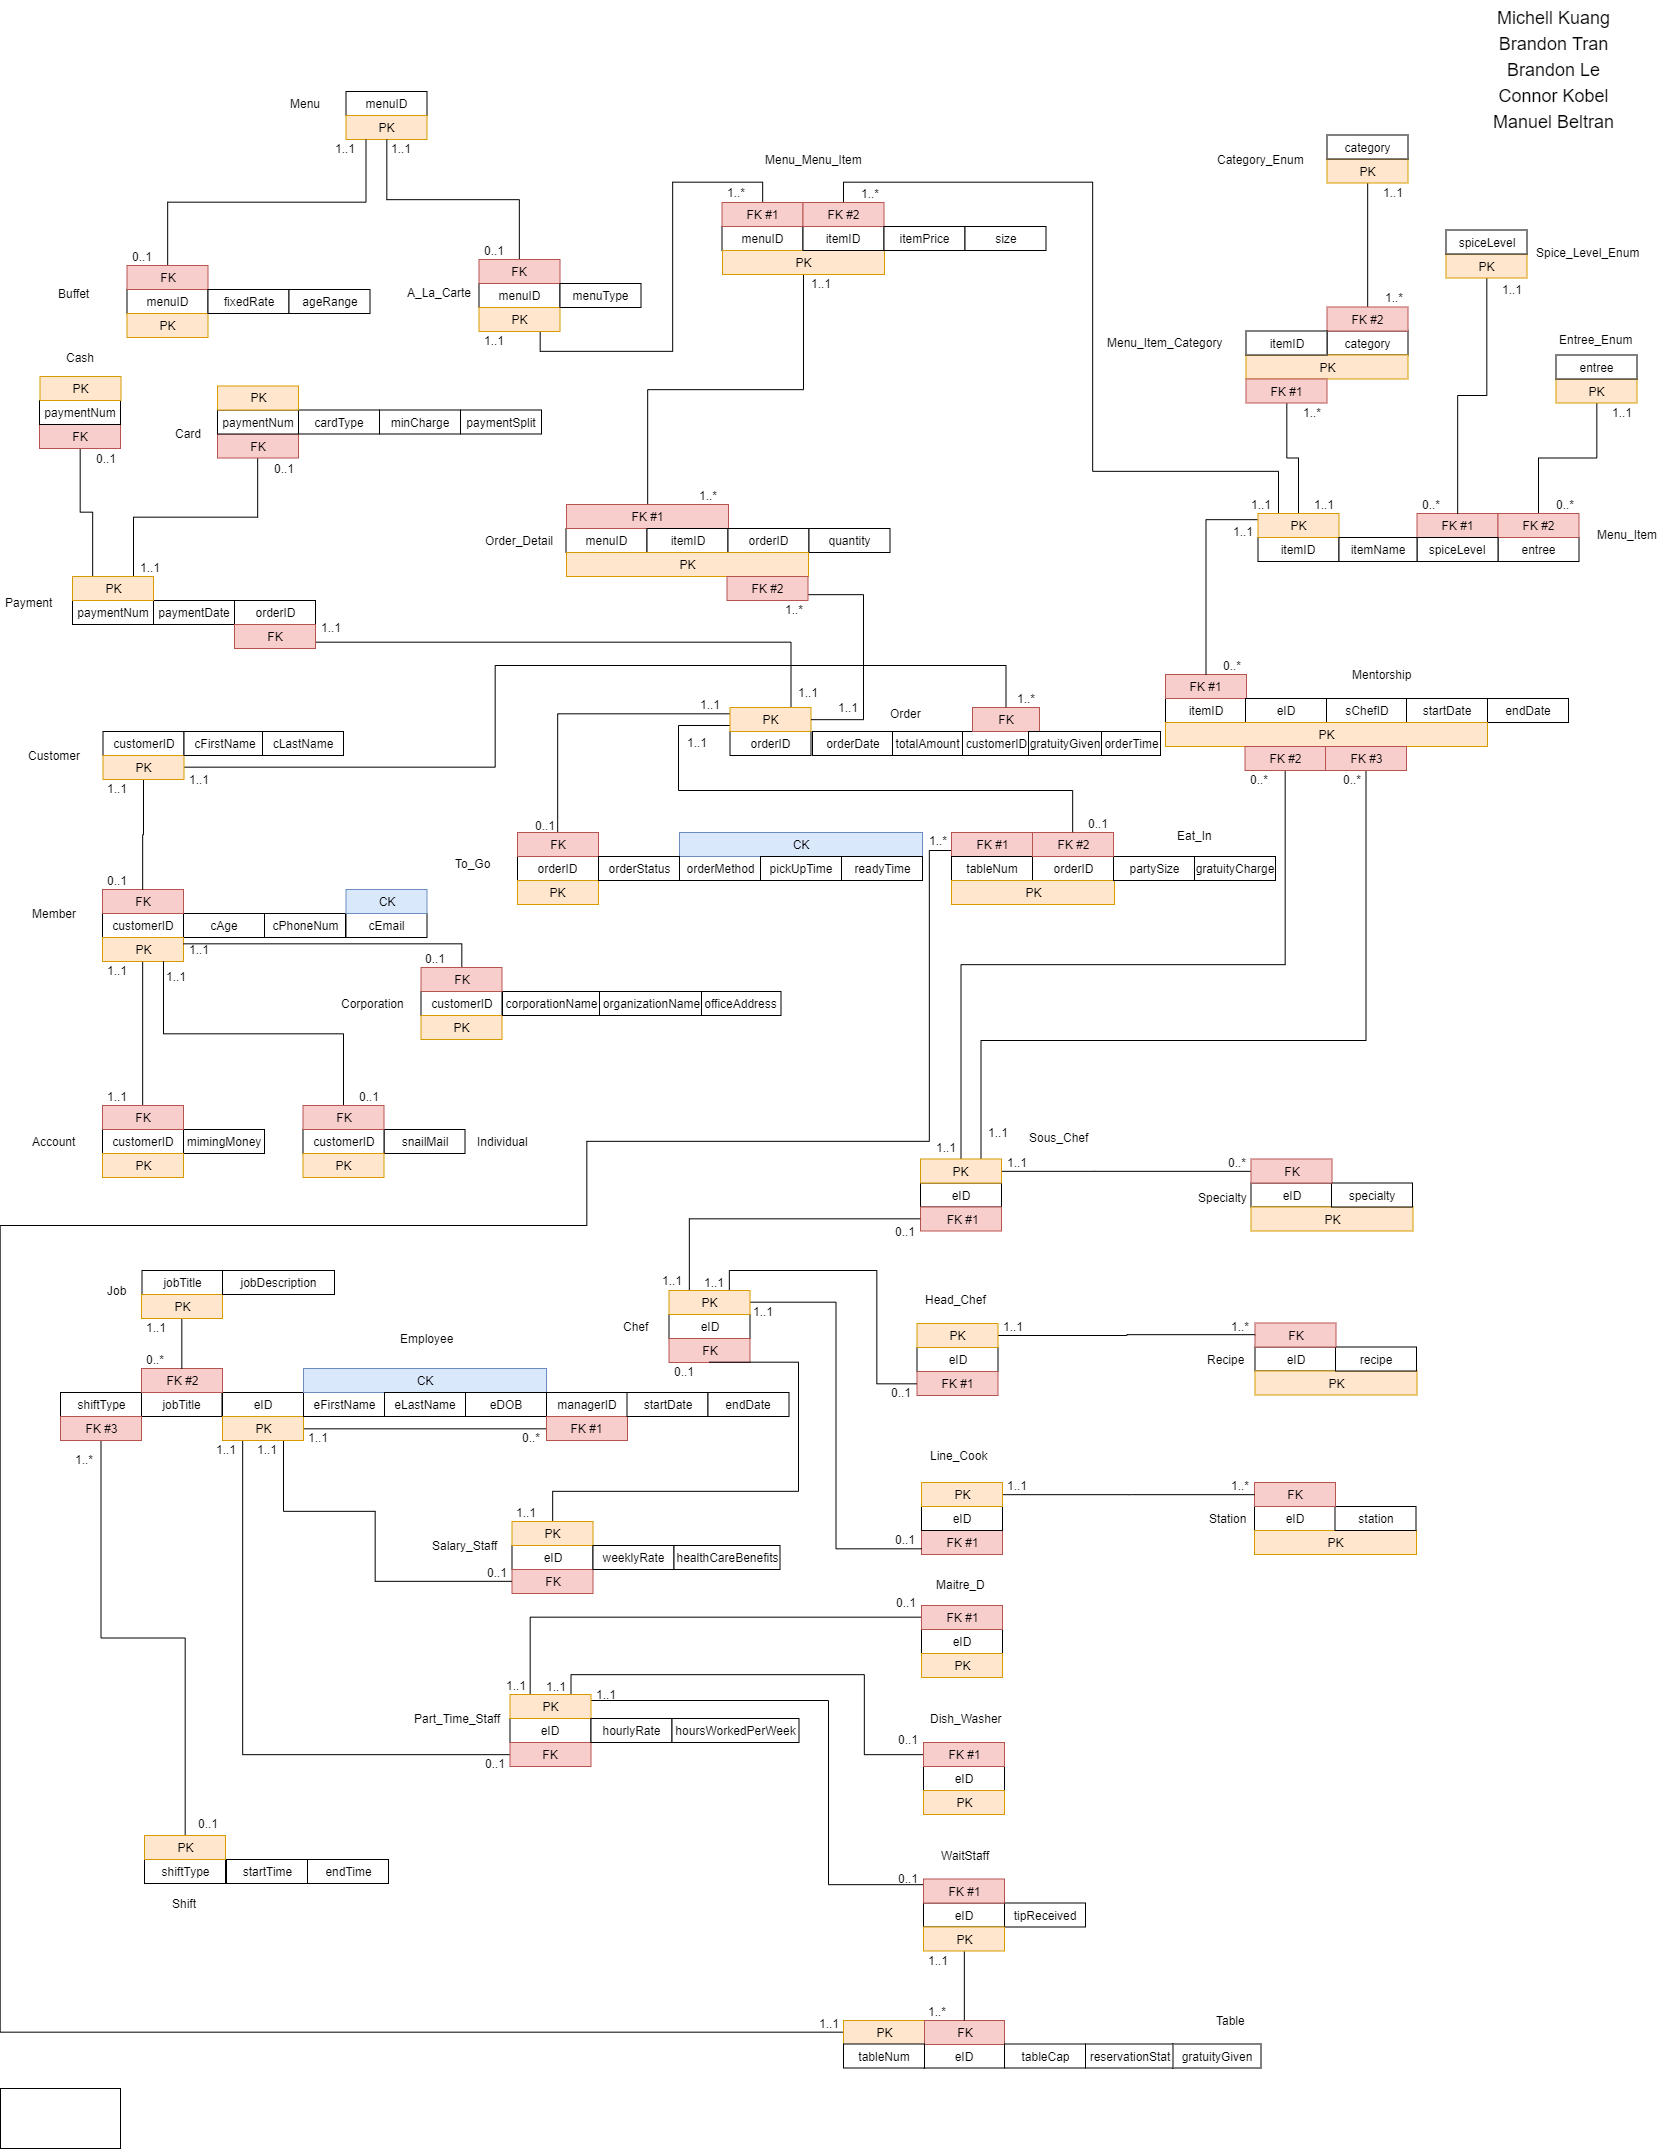 Michell Kuang
Brandon Tran
Brandon Le
Connor Kobel
Manuel Beltran
Menu
menuID
PK
1..1 1..1
0..1
FK
Buffet
menuID fixedRate ageRange
PK
0..1
FK
A_La_Carte
menuID menuType
PK
1..1
Menu_Menu_Item
1..* 1..*
FK #1 FK #2
menuID itemID itemPrice size
PK
1..1
Category_Enum
category
PK
1..1
spiceLevel
Spice_Level_Enum
PK
1..1
1..*
FK #2
Menu_Item_Category
itemID category
PK
FK #1
1..*
Entree_Enum
entree
PK
1..1
Cash
PK
paymentNum
FK
0..1
PK
Card
paymentNum cardType minCharge paymentSplit
FK
0..1
1..*
FK #1
Order_Detail
menuID itemID orderID quantity
PK
FK #2
1..*
1..1 1..1 0..* 0..*
1..1
PK FK #1 FK #2
Menu_Item
itemID itemName spiceLevel entree
1..1
PK
Payment
paymentNum paymentDate orderID
FK
1..1
0..*
FK #1
Mentorship
itemID eID sChefID startDate endDate
PK
FK #2 FK #3
0..* 0..*
1..1 1..1 1..1 1..*
PK Order FK
1..1
orderID orderDate totalAmount customerID gratuityGiven orderTime
Customer
customerID cFirstName cLastName
PK
1..1 1..1
0..1
FK CK
To_Go
orderID orderStatus orderMethod pickUpTime readyTime
PK
1..* 0..1
FK #1 FK #2
Eat_In
tableNum orderID partySize gratuityCharge
PK
0..1
FK CK
Member
customerID cAge cPhoneNum cEmail
PK
1..1
1..1 1..1
0..1
FK
Corporation
customerID corporationName organizationName officeAddress
PK
1..1
FK
Account
customerID mimingMoney
PK
0..1
FK
customerID snailMail
Individual
PK
1..1 1..1
Sous_Chef
PK
1..1
eID
FK #1
0..1
0..*
FK
Specialty
eID specialty
PK
Job
jobTitle jobDescription
PK
1..1
1..1 1..1
PK
1..1
Chef
eID
FK
0..1
Head_Chef
PK
1..1
eID
FK #1
0..1
1..*
FK
Recipe
eID recipe
PK
Employee
0..*
FK #2 CK
shiftType jobTitle eID eFirstName eLastName eDOB managerID startDate endDate
FK #3 PK FK #1
1..1 0..*
1..* 1..1 1..1
Line_Cook
PK
1..1
eID
FK #1
0..1
1..*
FK
Station
eID station
PK
1..1
PK
Salary_Staff
eID weeklyRate healthCareBenefits
FK
0..1
Maitre_D
0..1
FK #1
eID
PK
1..1 1..1 1..1
PK
Part_Time_Staff
eID hourlyRate hoursWorkedPerWeek
FK
0..1
Dish_Washer
0..1
FK #1
eID
PK
0..1
PK
shiftType startTime endTime
Shift
WaitStaff
0..1
FK #1
eID tipReceived
PK
1..1
1..*
1..1
Table
PK FK
tableNum eID tableCap reservationStat gratuityGiven